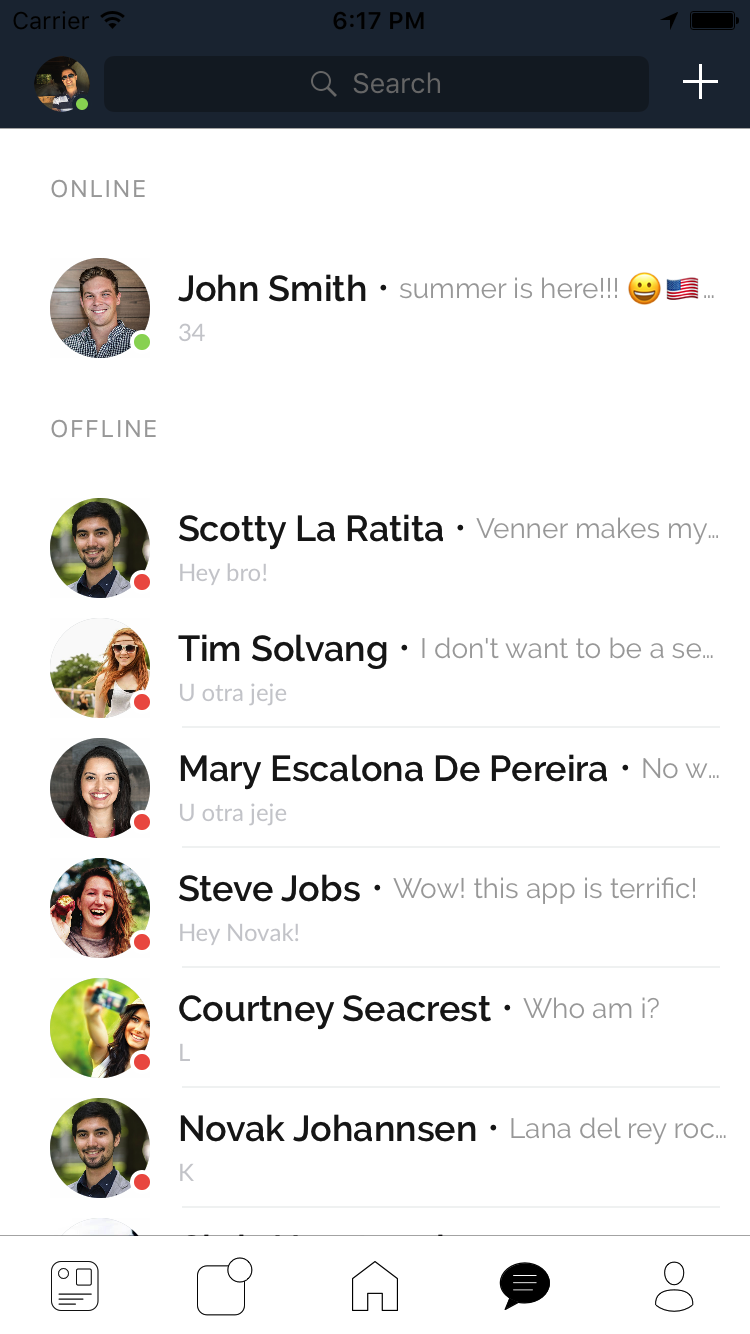 Carrier 6:17 PM
Search
ONLINE
John Smith · summer is here!!! 😀🇺🇸...
34
OFFLINE
Scotty La Ratita · Venner makes my...
Hey bro!
Tim Solvang · I don't want to be a se...
U otra jeje
Mary Escalona De Pereira · No w...
U otra jeje
Steve Jobs · Wow! this app is terrific!
Hey Novak!
Courtney Seacrest · Who am i?
L
Novak Johannsen · Lana del rey roc...
K